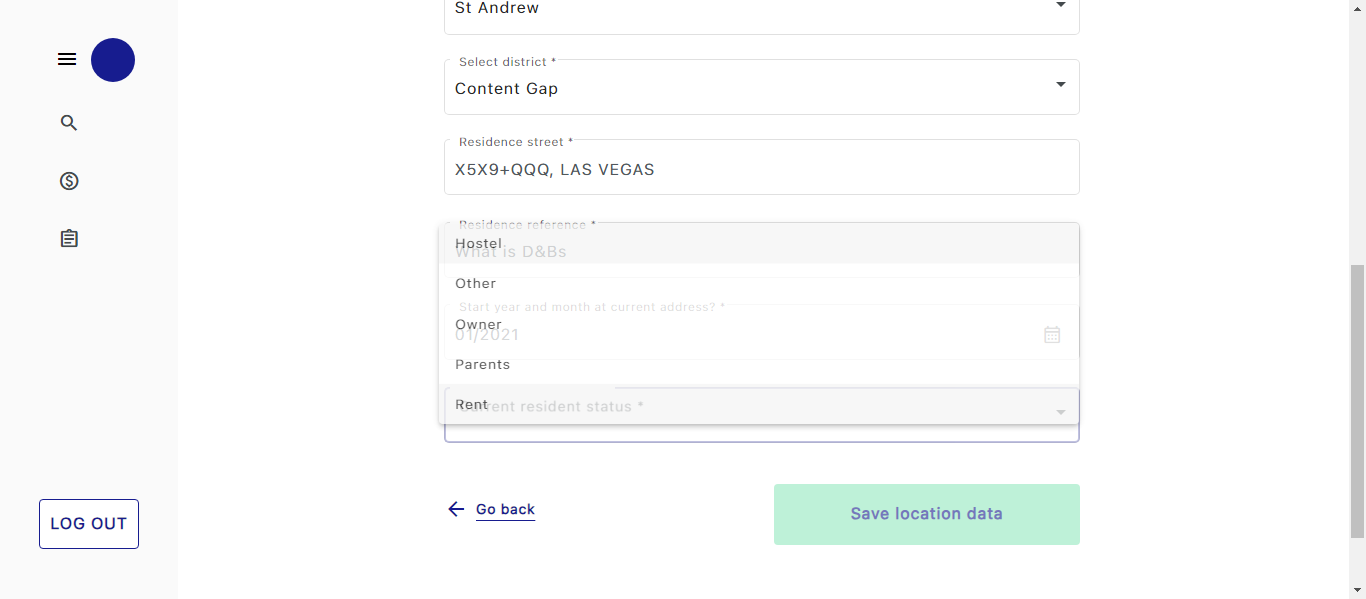 St Andrew
Select district *
Content Gap
Residence street *
X5X9+QQQ, LAS VEGAS
Residence reference *
Hostel
What is D&Bs
Other
Start year and month at current address? *
Owner
01/2021
Parents
Rent
Current resident status *
Go back
Save location data
LOG OUT